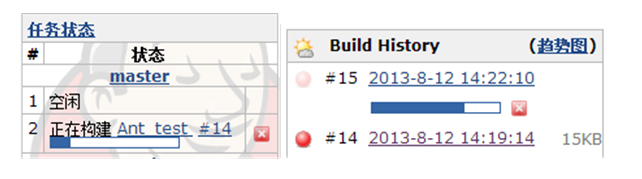 任务状态
# 状态
master
1 空闲
2 正在构建 Ant_test #14
Build History (趋势图)
#15 2013-8-12 14:22:10
#14 2013-8-12 14:19:14 15KB